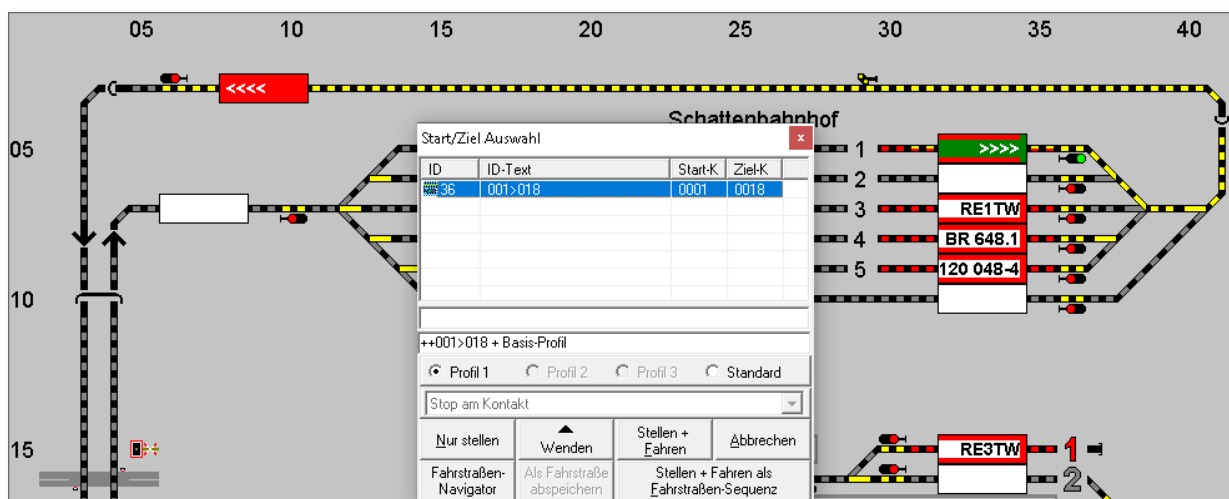 05 10 15 20 25 30 35 40
<<<<
Schattenbahnhof
05
1 >>>>
2
3 RE1TW
4 BR 648.1
5 120 048-4
10
15
RE3TW 1
2
Start/Ziel Auswahl x
ID ID-Text Start-K Ziel-K
36 001>018 0001 0018
++001>018 + Basis-Profil
Profil 1 Profil 2 Profil 3 Standard
Stop am Kontakt
Nur stellen Wenden Stellen + Abbrechen
Fahren
Fahrstraßen- Als Fahrstraße Stellen + Fahren als
Navigator abspeichern Fahrstraßen-Sequenz